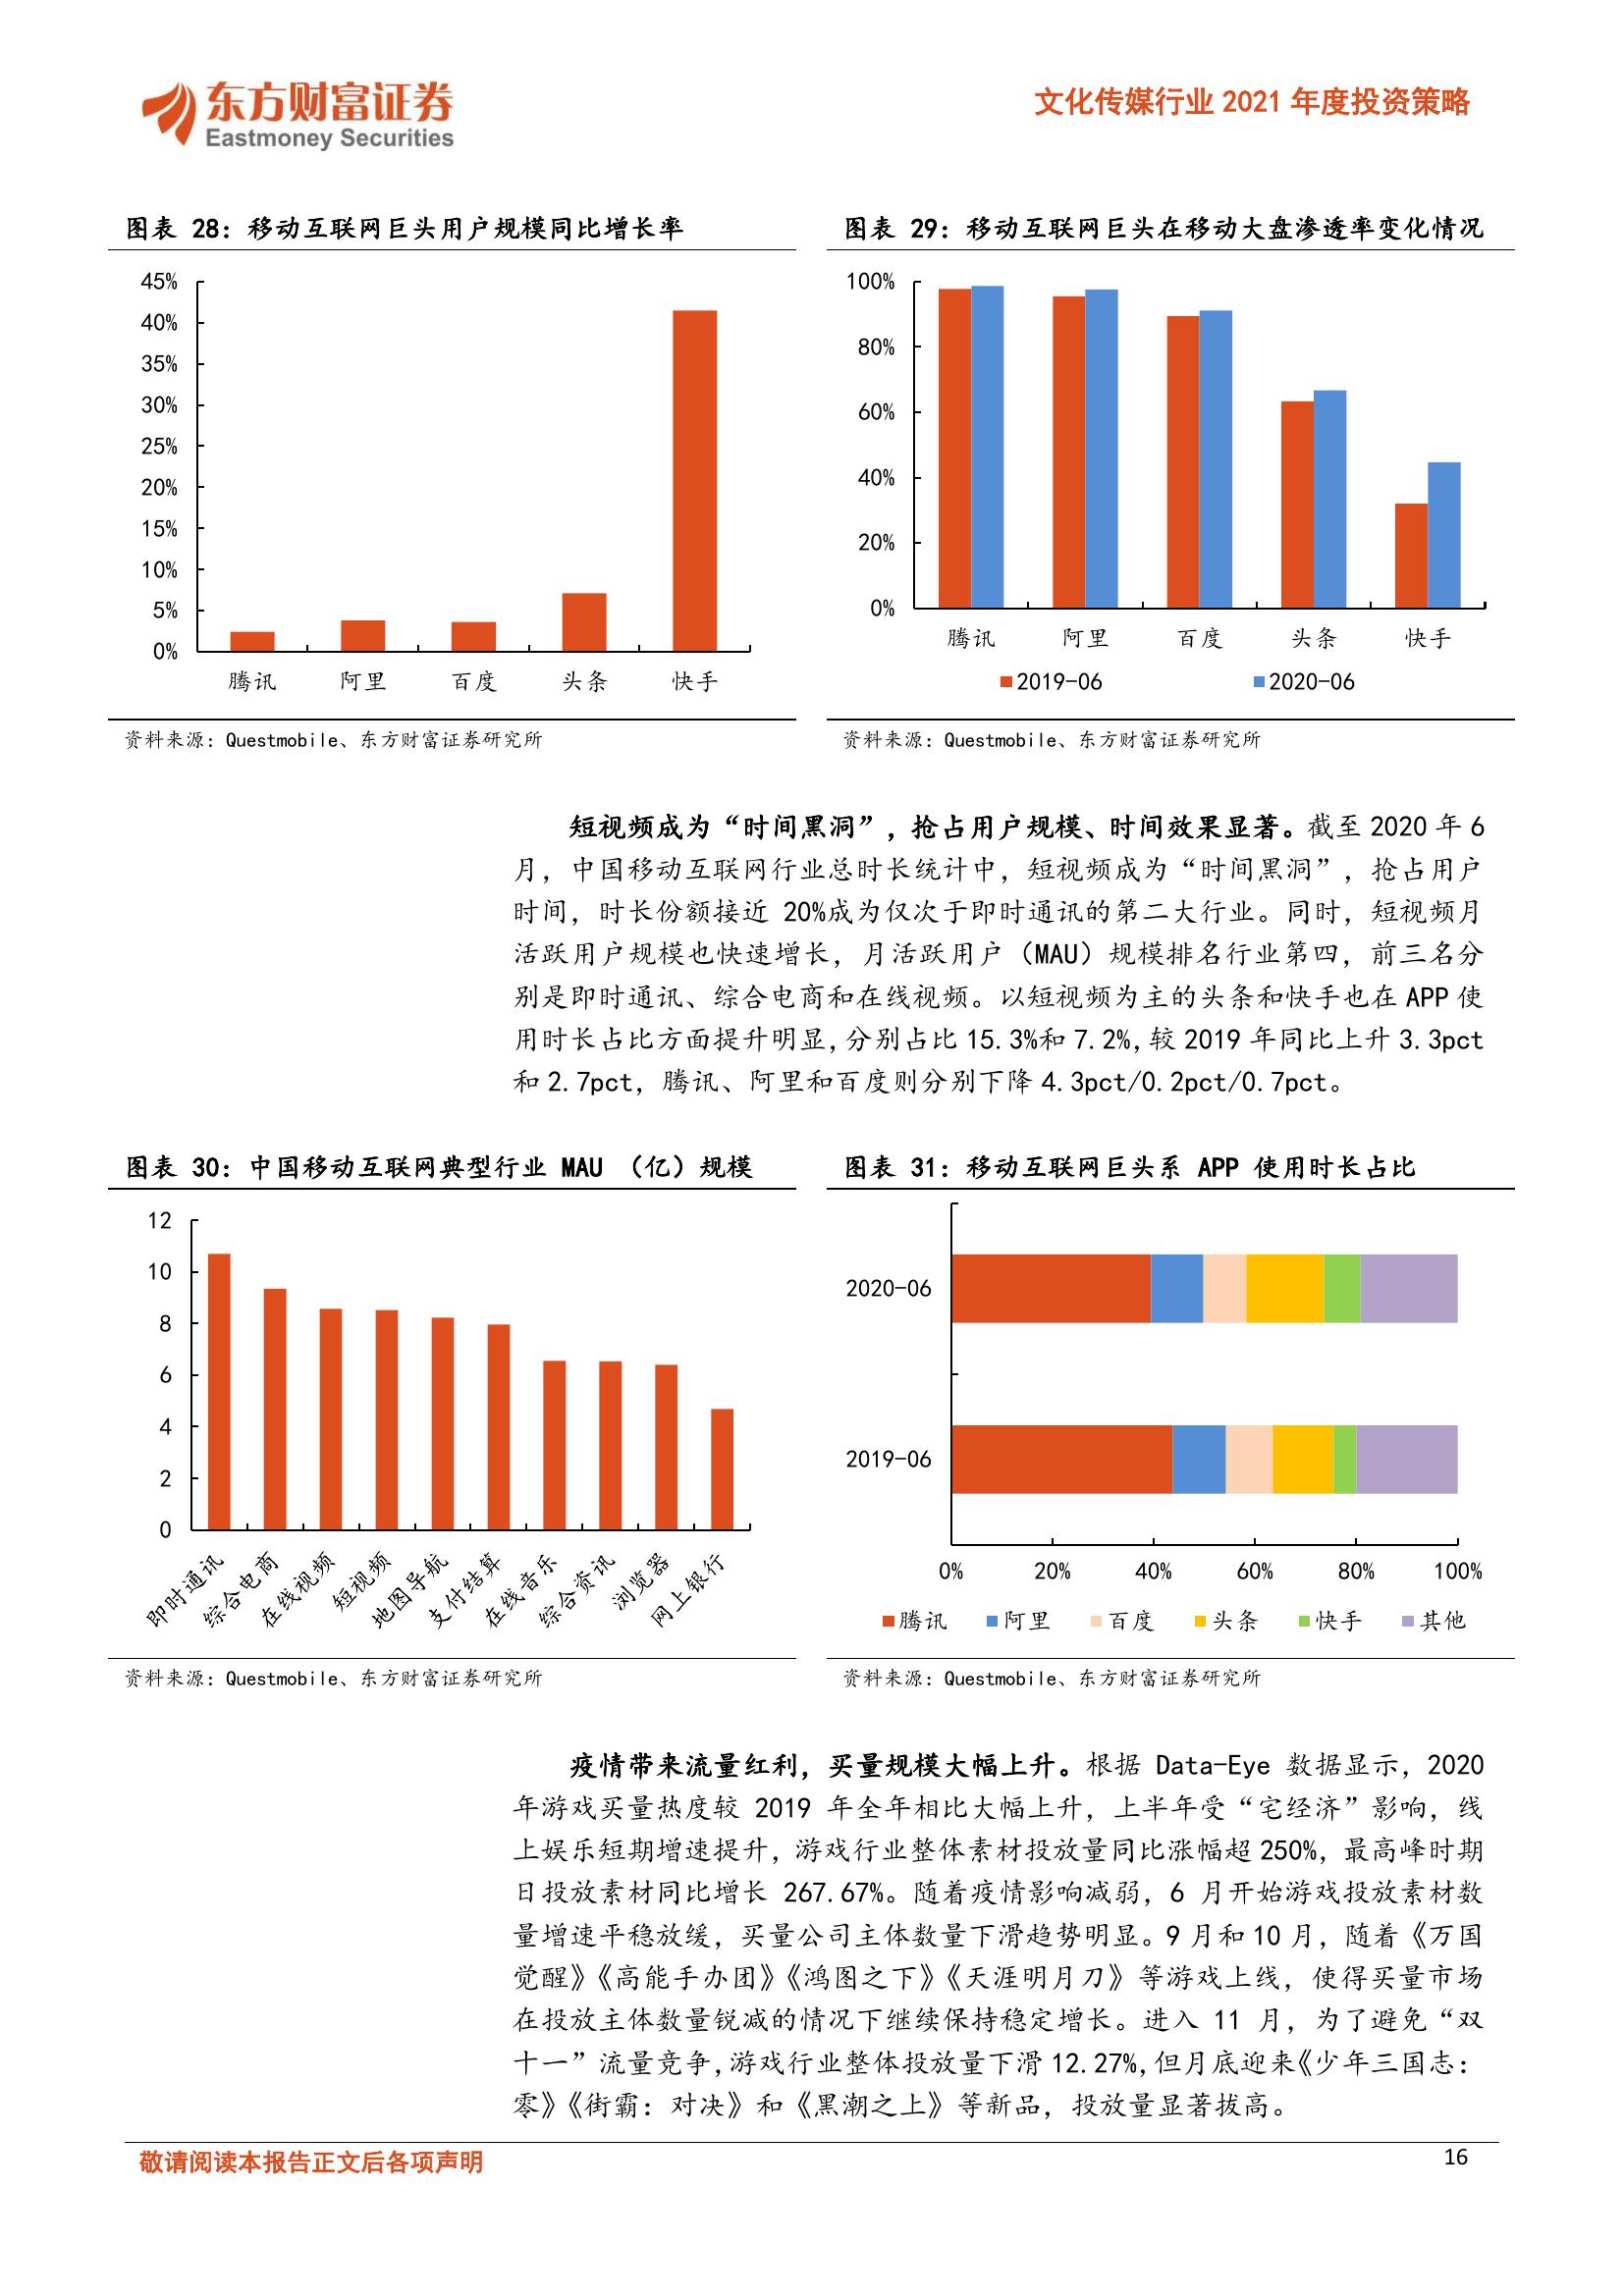 东方财富证券
Eastmoney Securities
文化传媒行业 2021 年度投资策略
图表 28：移动互联网巨头用户规模同比增长率
45%
40%
35%
30%
25%
20%
15%
10%
5%
0%
腾讯 阿里 百度 头条 快手
资料来源：Questmobile、东方财富证券研究所
图表 29：移动互联网巨头在移动大盘渗透率变化情况
100%
80%
60%
40%
20%
0%
腾讯 阿里 百度 头条 快手
2019-06 2020-06
资料来源：Questmobile、东方财富证券研究所
短视频成为“时间黑洞”，抢占用户规模、时间效果显著。截至 2020 年 6
月，中国移动互联网行业总时长统计中，短视频成为“时间黑洞”，抢占用户
时间，时长份额接近 20%成为仅次于即时通讯的第二大行业。同时，短视频月
活跃用户规模也快速增长，月活跃用户（MAU）规模排名行业第四，前三名分
别是即时通讯、综合电商和在线视频。以短视频为主的头条和快手也在 APP 使
用时长占比方面提升明显,分别占比 15.3%和 7.2%,较 2019 年同比上升 3.3pct
和 2.7pct，腾讯、阿里和百度则分别下降 4.3pct/0.2pct/0.7pct。
图表 30：中国移动互联网典型行业 MAU （亿）规模
12
10
8
6
4
2
0
即时通讯 综合电商 在线视频 短视频 地图导航 支付结算 在线音乐 综合资讯 浏览器 网上银行
资料来源：Questmobile、东方财富证券研究所
图表 31：移动互联网巨头系 APP 使用时长占比
2020-06
2019-06
0% 20% 40% 60% 80% 100%
腾讯 阿里 百度 头条 快手 其他
资料来源：Questmobile、东方财富证券研究所
疫情带来流量红利，买量规模大幅上升。根据 Data-Eye 数据显示，2020
年游戏买量热度较 2019 年全年相比大幅上升，上半年受“宅经济”影响，线
上娱乐短期增速提升，游戏行业整体素材投放量同比涨幅超 250%，最高峰时期
日投放素材同比增长 267.67%。随着疫情影响减弱，6 月开始游戏投放素材数
量增速平稳放缓，买量公司主体数量下滑趋势明显。9 月和 10 月，随着《万国
觉醒》《高能手办团》《鸿图之下》《天涯明月刀》等游戏上线，使得买量市场
在投放主体数量锐减的情况下继续保持稳定增长。进入 11 月，为了避免“双
十一”流量竞争,游戏行业整体投放量下滑 12.27%,但月底迎来《少年三国志：
零》《街霸：对决》和《黑潮之上》等新品，投放量显著拔高。
敬请阅读本报告正文后各项声明
16